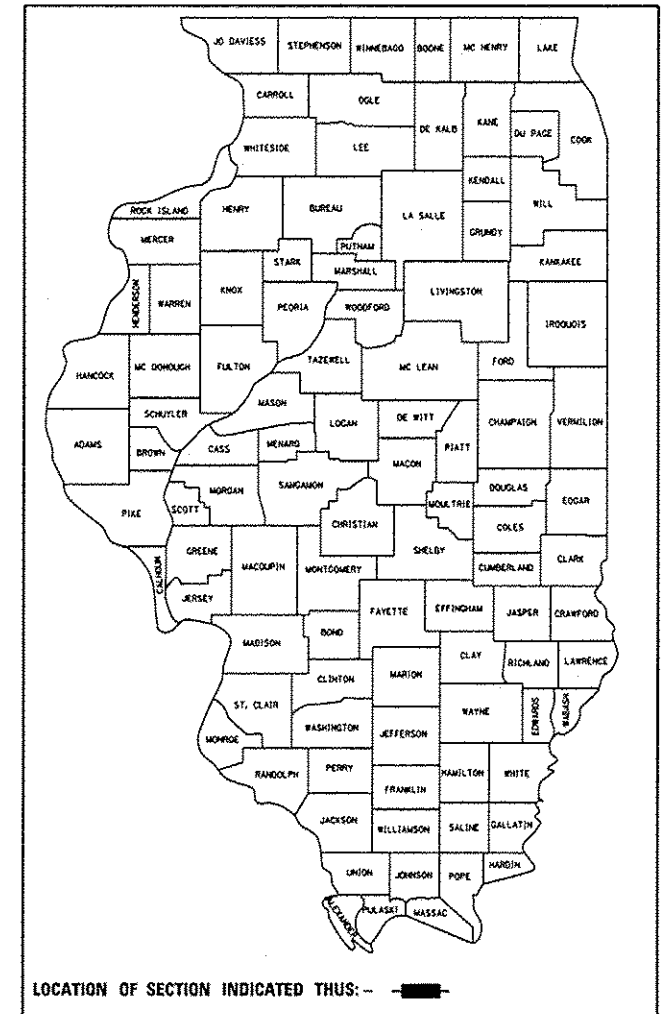 JO DAVIESS STEPHENSON WINNEBAGO BOONE MC HENRY LAKE
CARROLL OGLE DE KALB KANE DU PAGE COOK
WHITESIDE LEE KENDALL WILL
ROCK ISLAND HENRY BUREAU LA SALLE GRUNDY
MERCER PUTNAM KANKAKEE
HENDERSON WARREN KNOX STARK MARSHALL LIVINGSTON
PEORIA WOODFORD IROQUOIS
HANCOCK MC DONOUGH FULTON TAZEWELL MC LEAN FORD
SCHUYLER MASON LOGAN DE WITT CHAMPAIGN VERMILION
ADAMS BROWN CASS MENARD PIATT
MACON
PIKE SCOTT MORGAN SANGAMON CHRISTIAN MOULTRIE DOUGLAS EDGAR
COLES
CALHOUN GREENE MACOUPIN MONTGOMERY SHELBY CUMBERLAND CLARK
JERSEY FAYETTE EFFINGHAM JASPER CRAWFORD
MADISON BOND CLAY RICHLAND LAWRENCE
CLINTON MARION
ST. CLAIR WAYNE EDWARDS WABASH
MONROE WASHINGTON JEFFERSON
RANDOLPH PERRY HAMILTON WHITE
FRANKLIN
JACKSON WILLIAMSON SALINE GALLATIN
UNION JOHNSON POPE HARDIN
ALEXANDER PULASKI MASSAC
LOCATION OF SECTION INDICATED THUS: -